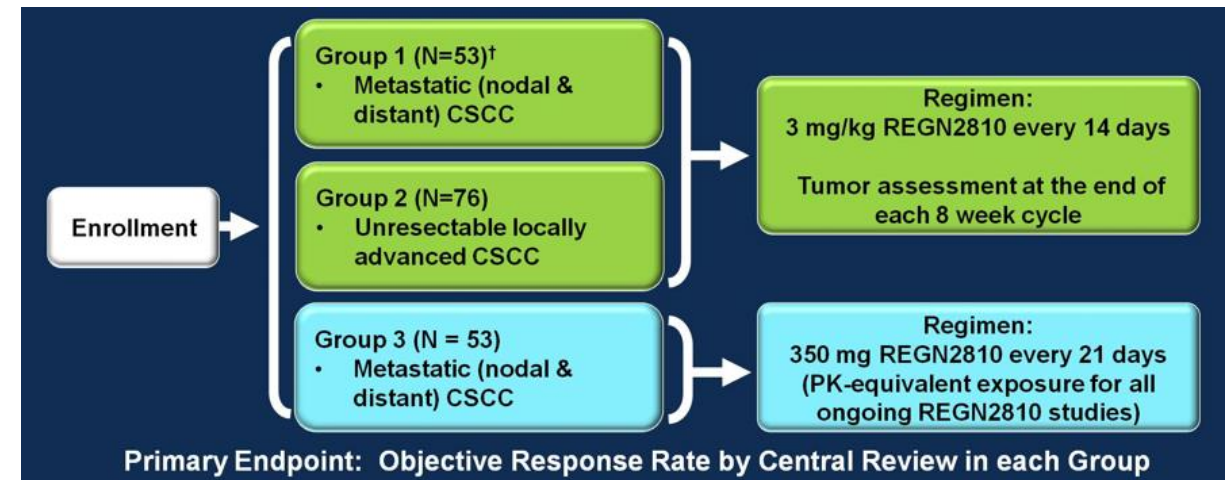 Enrollment
Group 1 (N=53)†
• Metastatic (nodal &
distant) CSCC
Group 2 (N=76)
• Unresectable locally
advanced CSCC
Group 3 (N = 53)
• Metastatic (nodal &
distant) CSCC
Regimen:
3 mg/kg REGN2810 every 14 days
Tumor assessment at the end of
each 8 week cycle
Regimen:
350 mg REGN2810 every 21 days
(PK-equivalent exposure for all
ongoing REGN2810 studies)
Primary Endpoint: Objective Response Rate by Central Review in each Group